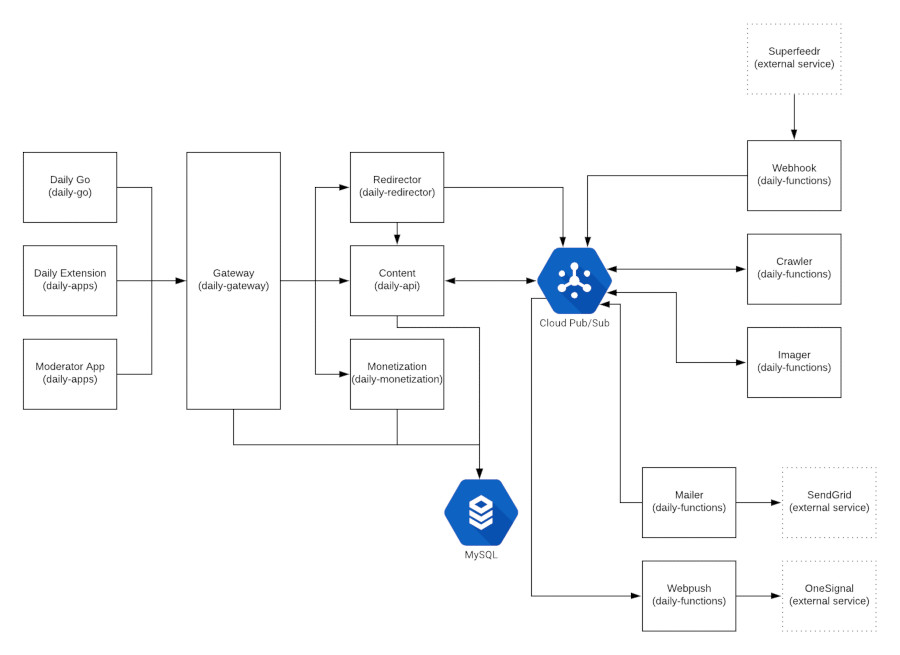 Superfeedr
(external service)
Daily Go
(daily-go)
Redirector
(daily-redirector)
Webhook
(daily-functions)
Daily Extension
(daily-apps)
Gateway
(daily-gateway)
Content
(daily-api)
Crawler
(daily-functions)
Cloud Pub/Sub
Moderator App
(daily-apps)
Monetization
(daily-monetization)
Imager
(daily-functions)
Mailer
(daily-functions)
SendGrid
(external service)
MySQL
Webpush
(daily-functions)
OneSignal
(external service)